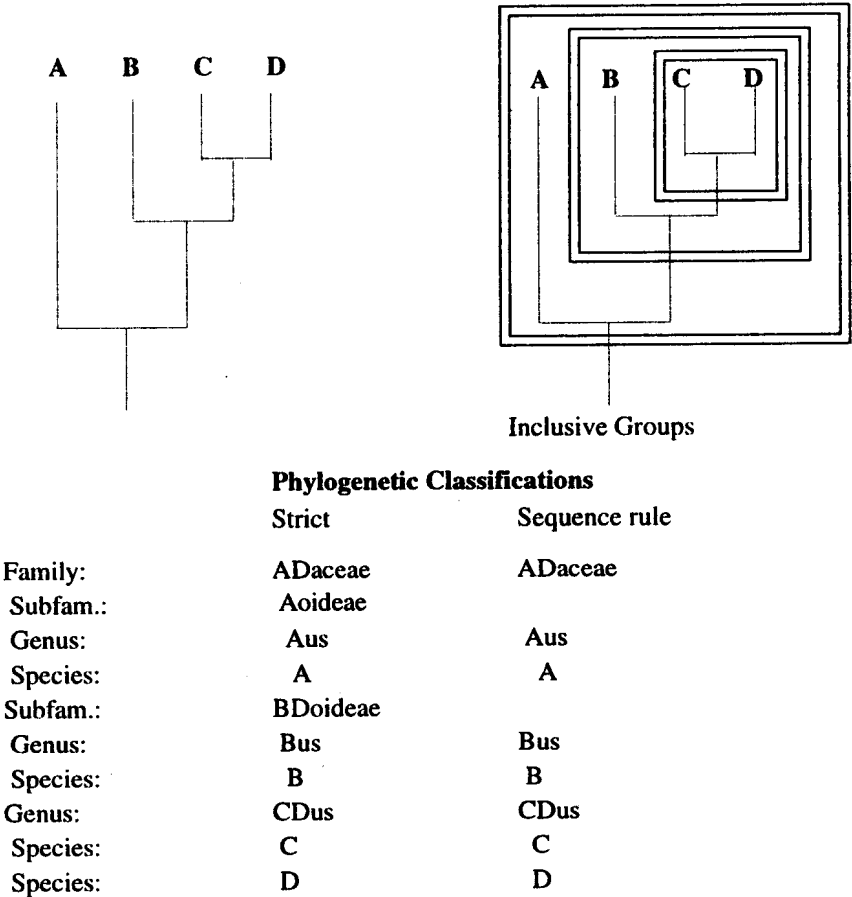 A B C D
A B C D
Inclusive Groups
Phylogenetic Classifications
Strict Sequence rule
Family: ADaceae ADaceae
Subfam.: Aoideae
Genus: Aus Aus
Species: A A
Subfam.: BDoideae
Genus: Bus Bus
Species: B B
Genus: CDus CDus
Species: C C
Species: D D